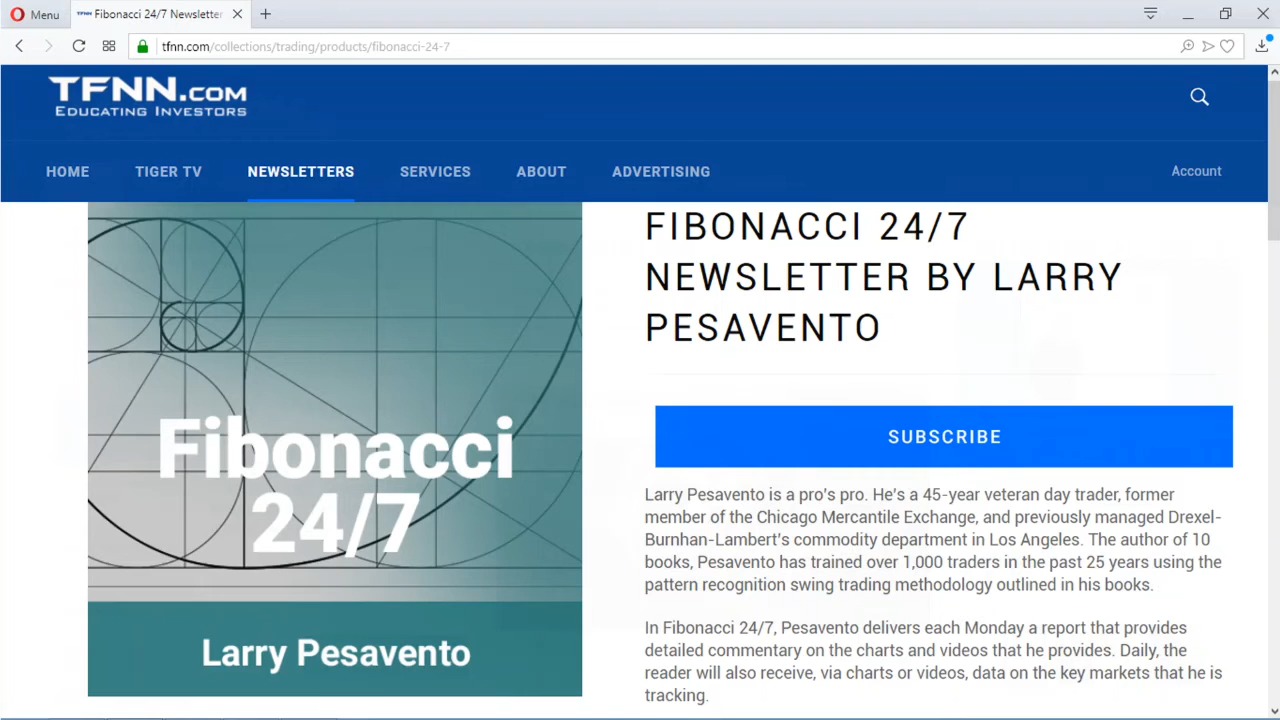 Menu
Fibonacci 24/7 Newsletter
tfnn.com/collections/trading/products/fibonacci-24-7
TFNN.COM
EDUCATING INVESTORS
HOME TIGER TV NEWSLETTERS SERVICES ABOUT ADVERTISING Account
Fibonacci
24/7
Larry Pesavento
FIBONACCI 24/7
NEWSLETTER BY LARRY
PESAVENTO
SUBSCRIBE
Larry Pesavento is a pro's pro. He's a 45-year veteran day trader, former
member of the Chicago Mercantile Exchange, and previously managed Drexel-
Burnhan-Lambert's commodity department in Los Angeles. The author of 10
books, Pesavento has trained over 1,000 traders in the past 25 years using the
pattern recognition swing trading methodology outlined in his books.
In Fibonacci 24/7, Pesavento delivers each Monday a report that provides
detailed commentary on the charts and videos that he provides. Daily, the
reader will also receive, via charts or videos, data on the key markets that he is
tracking.